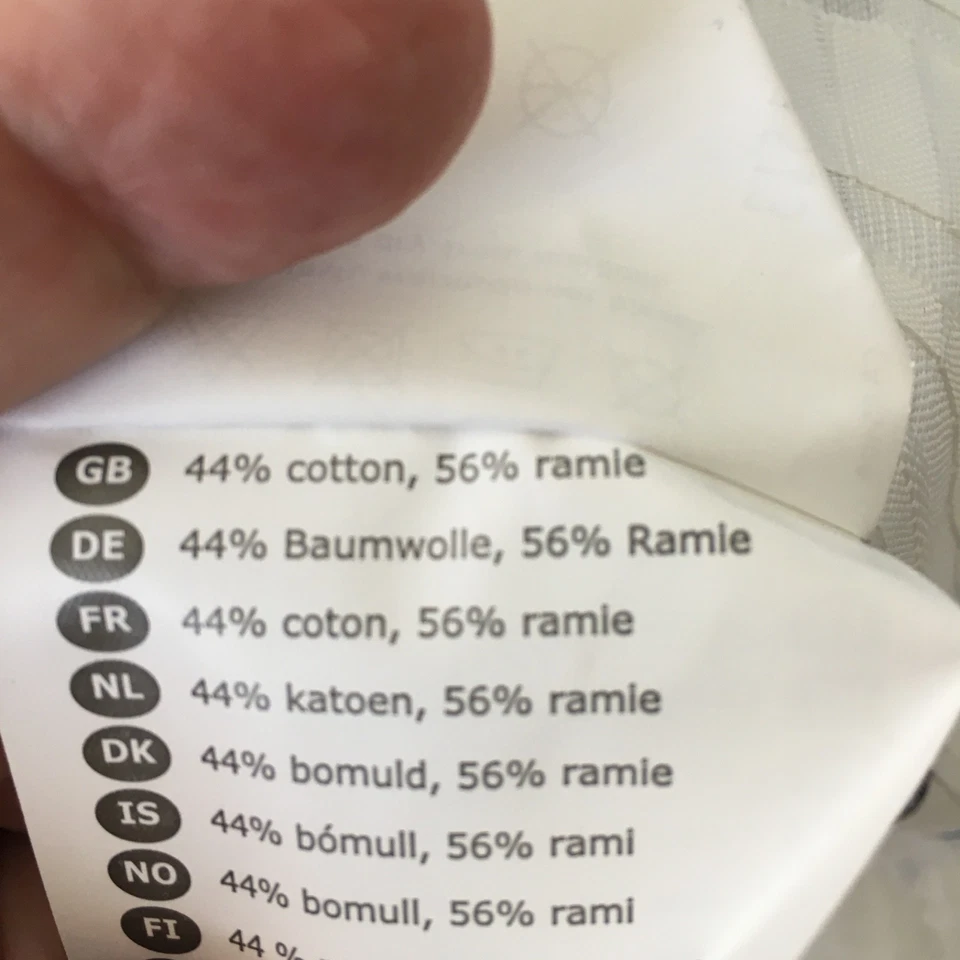 GB 44% cotton, 56% ramie
DE 44% Baumwolle, 56% Ramie
FR 44% coton, 56% ramie
NL 44% katoen, 56% ramie
DK 44% bomuld, 56% ramie
IS 44% bómull, 56% rami
NO 44% bomull, 56% rami
FI 44 %